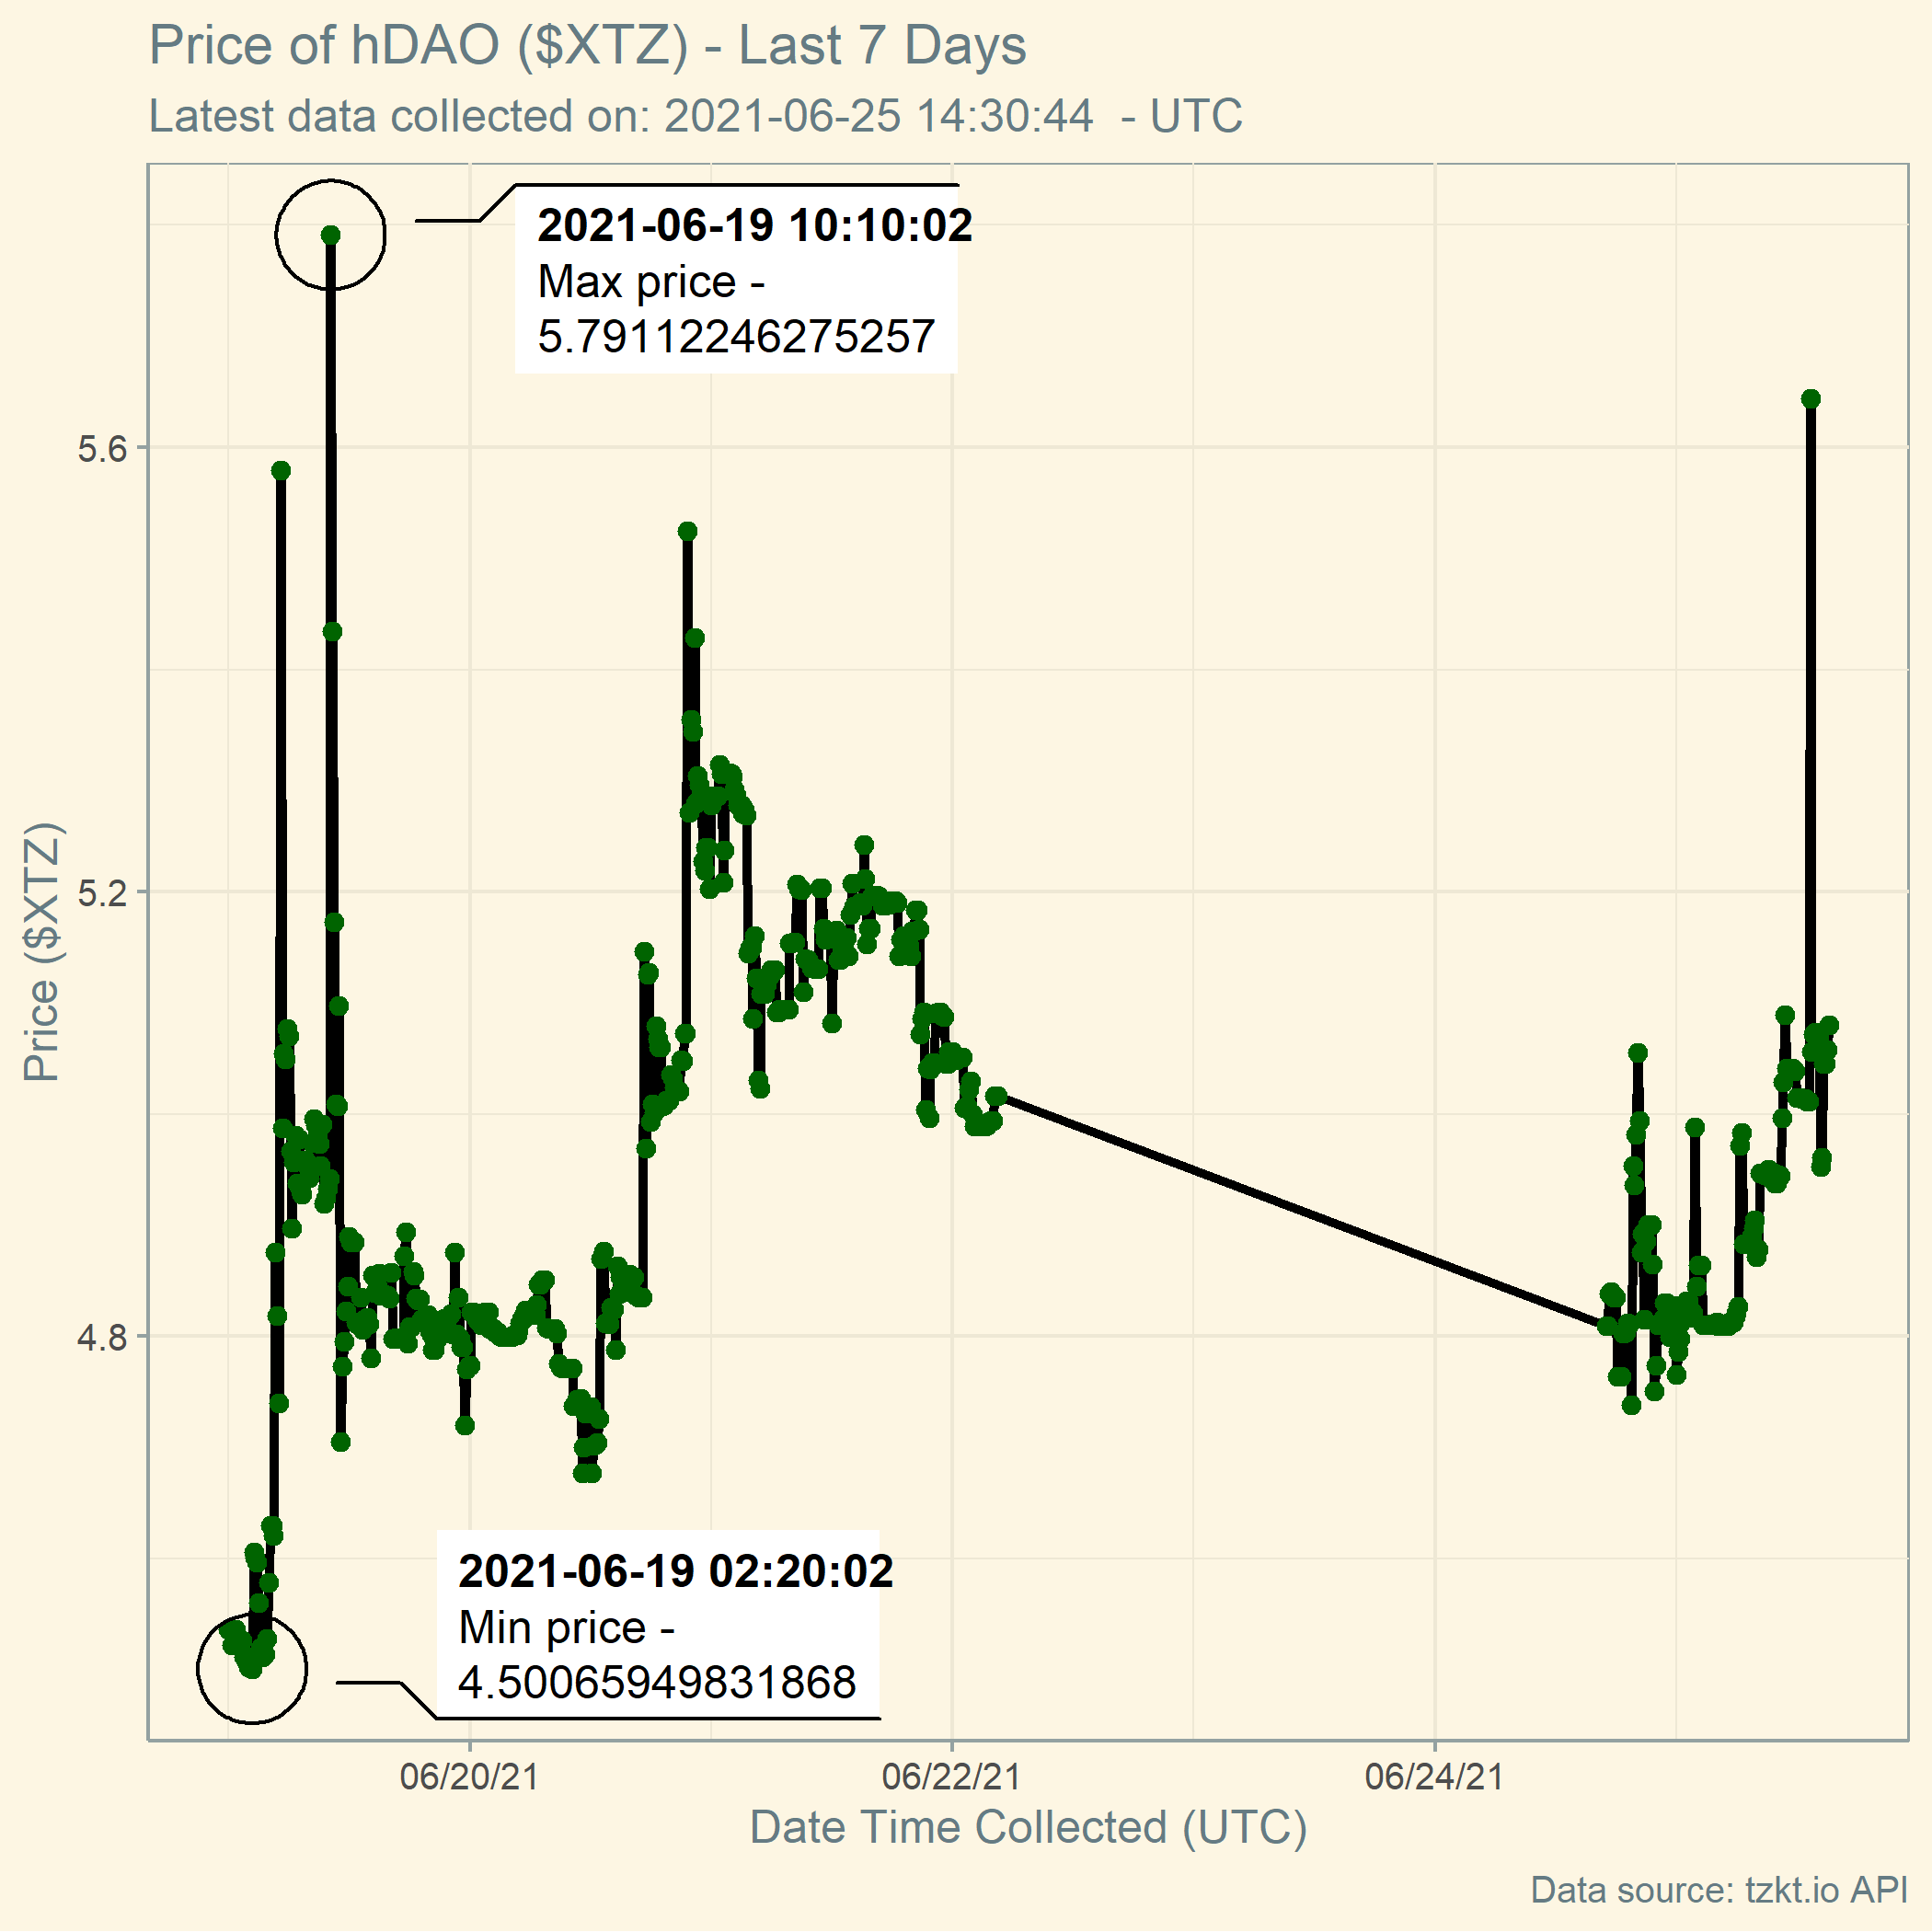 Price of hDAO ($XTZ) - Last 7 Days
Latest data collected on: 2021-06-25 14:30:44  - UTC
2021-06-19 10:10:02
Max price -
5.79112246275257
5.6
5.2
4.8
Price ($XTZ)
2021-06-19 02:20:02
Min price -
4.50065949831868
06/20/21
06/22/21
06/24/21
Date Time Collected (UTC)
Data source: tzkt.io API